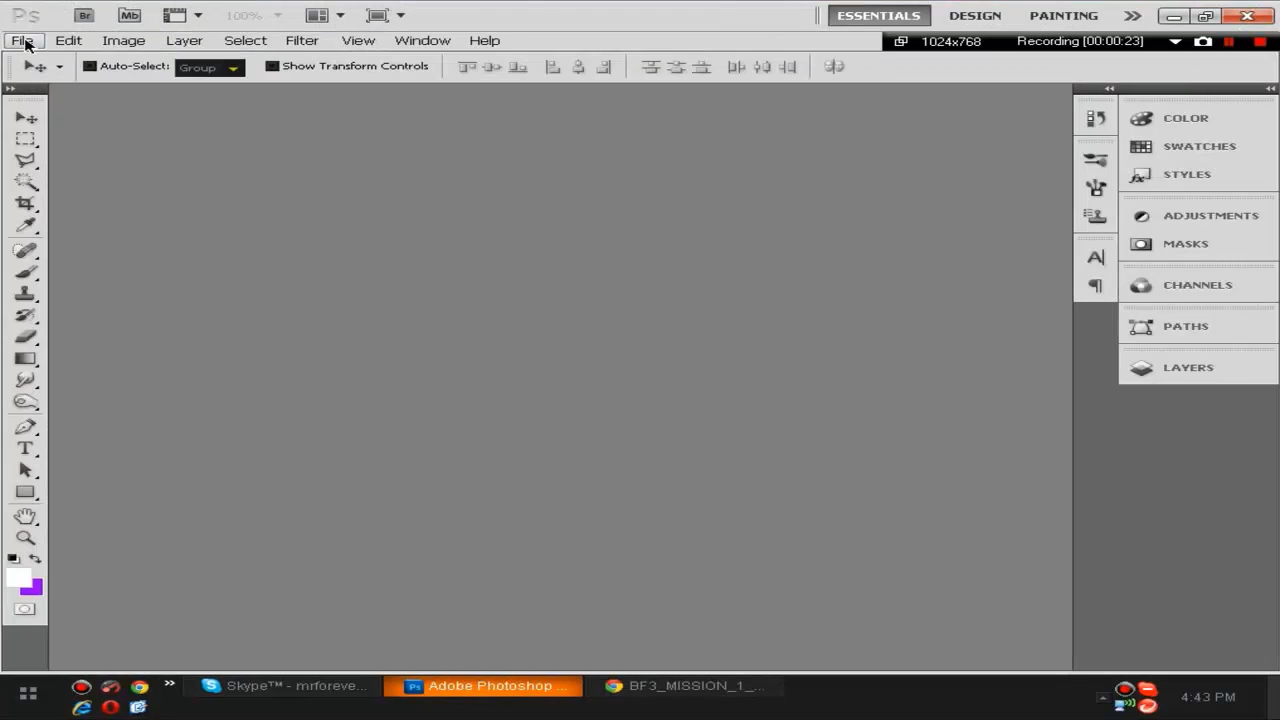 Ps Br Mb 100% ESSENTIALS DESIGN PAINTING
File Edit Image Layer Select Filter View Window Help 1024x768 Recording [00:00:23]
Auto-Select: Group Show Transform Controls
COLOR
SWATCHES
STYLES
ADJUSTMENTS
MASKS
CHANNELS
PATHS
LAYERS
Skype™ - mrforeve... Ps Adobe Photoshop ... BF3_MISSION_1_... 4:43 PM